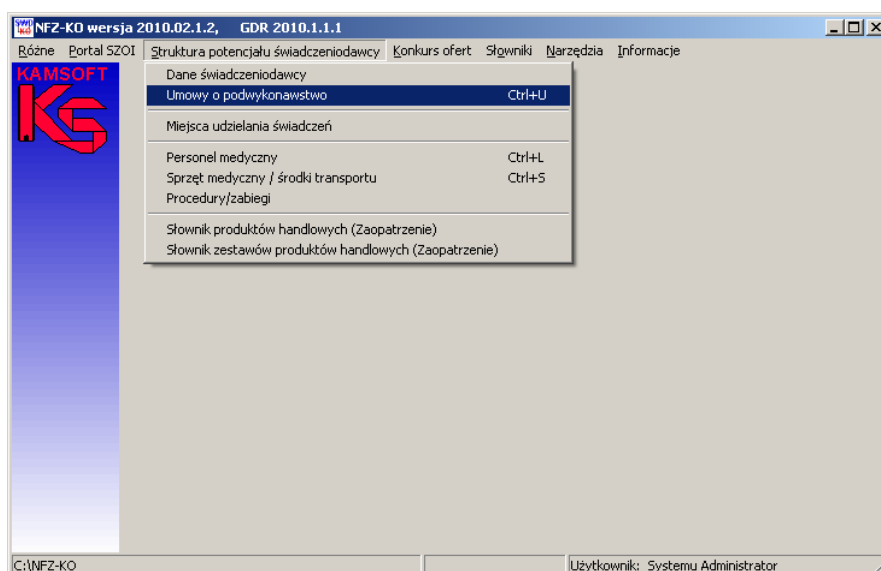 NFZ-KO wersja 2010.02.1.2, GDR 2010.1.1.1
Różne Portal SZOI Struktura potencjału świadczeniodawcy Konkurs ofert Słowniki Narzędzia Informacje
KAMSOFT
Dane świadczeniodawcy
Umowy o podwykonawstwo Ctrl+U
Miejsca udzielania świadczeń
Personel medyczny Ctrl+L
Sprzęt medyczny / środki transportu Ctrl+S
Procedury/zabiegi
Słownik produktów handlowych (Zaopatrzenie)
Słownik zestawów produktów handlowych (Zaopatrzenie)
C:\NFZ-KO Użytkownik: Systemu Administrator